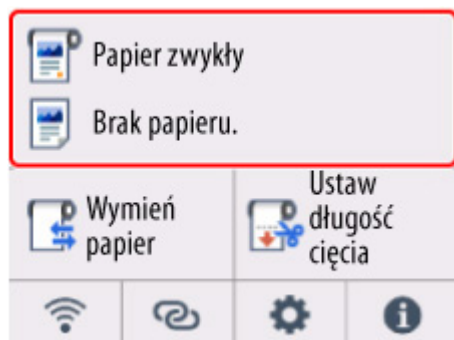 Papier zwykły
Brak papieru.
Wymień
papier
Ustaw
długość
cięcia